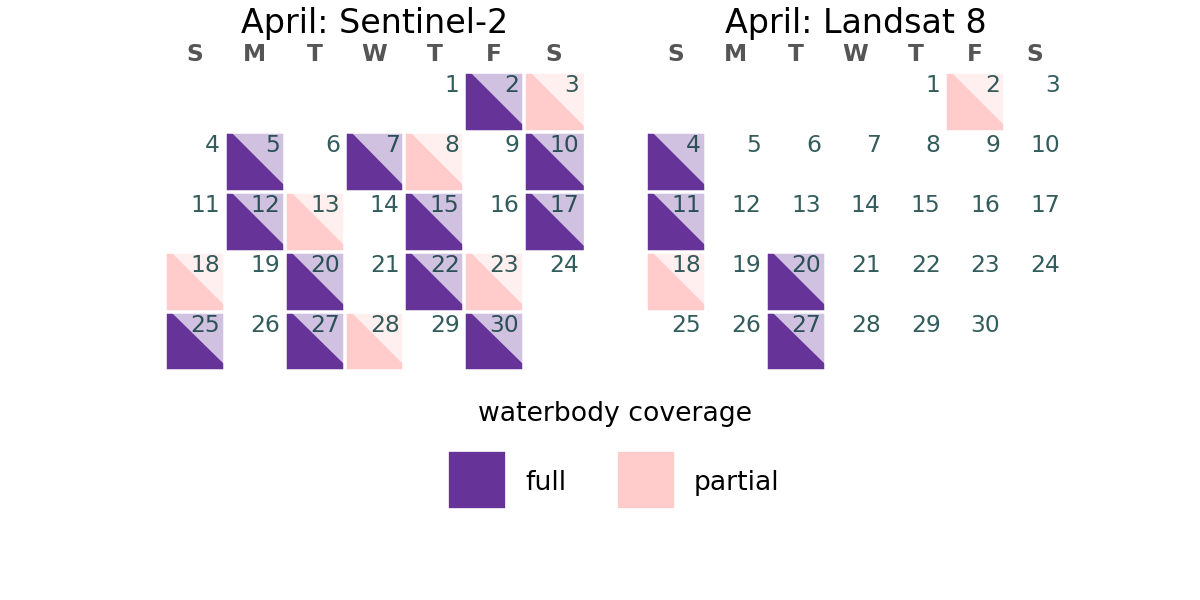 April: Sentinel-2
S M T W T F S
1 2 3
4 5 6 7 8 9 10
11 12 13 14 15 16 17
18 19 20 21 22 23 24
25 26 27 28 29 30
April: Landsat 8
S M T W T F S
1 2 3
4 5 6 7 8 9 10
11 12 13 14 15 16 17
18 19 20 21 22 23 24
25 26 27 28 29 30
waterbody coverage
full
partial